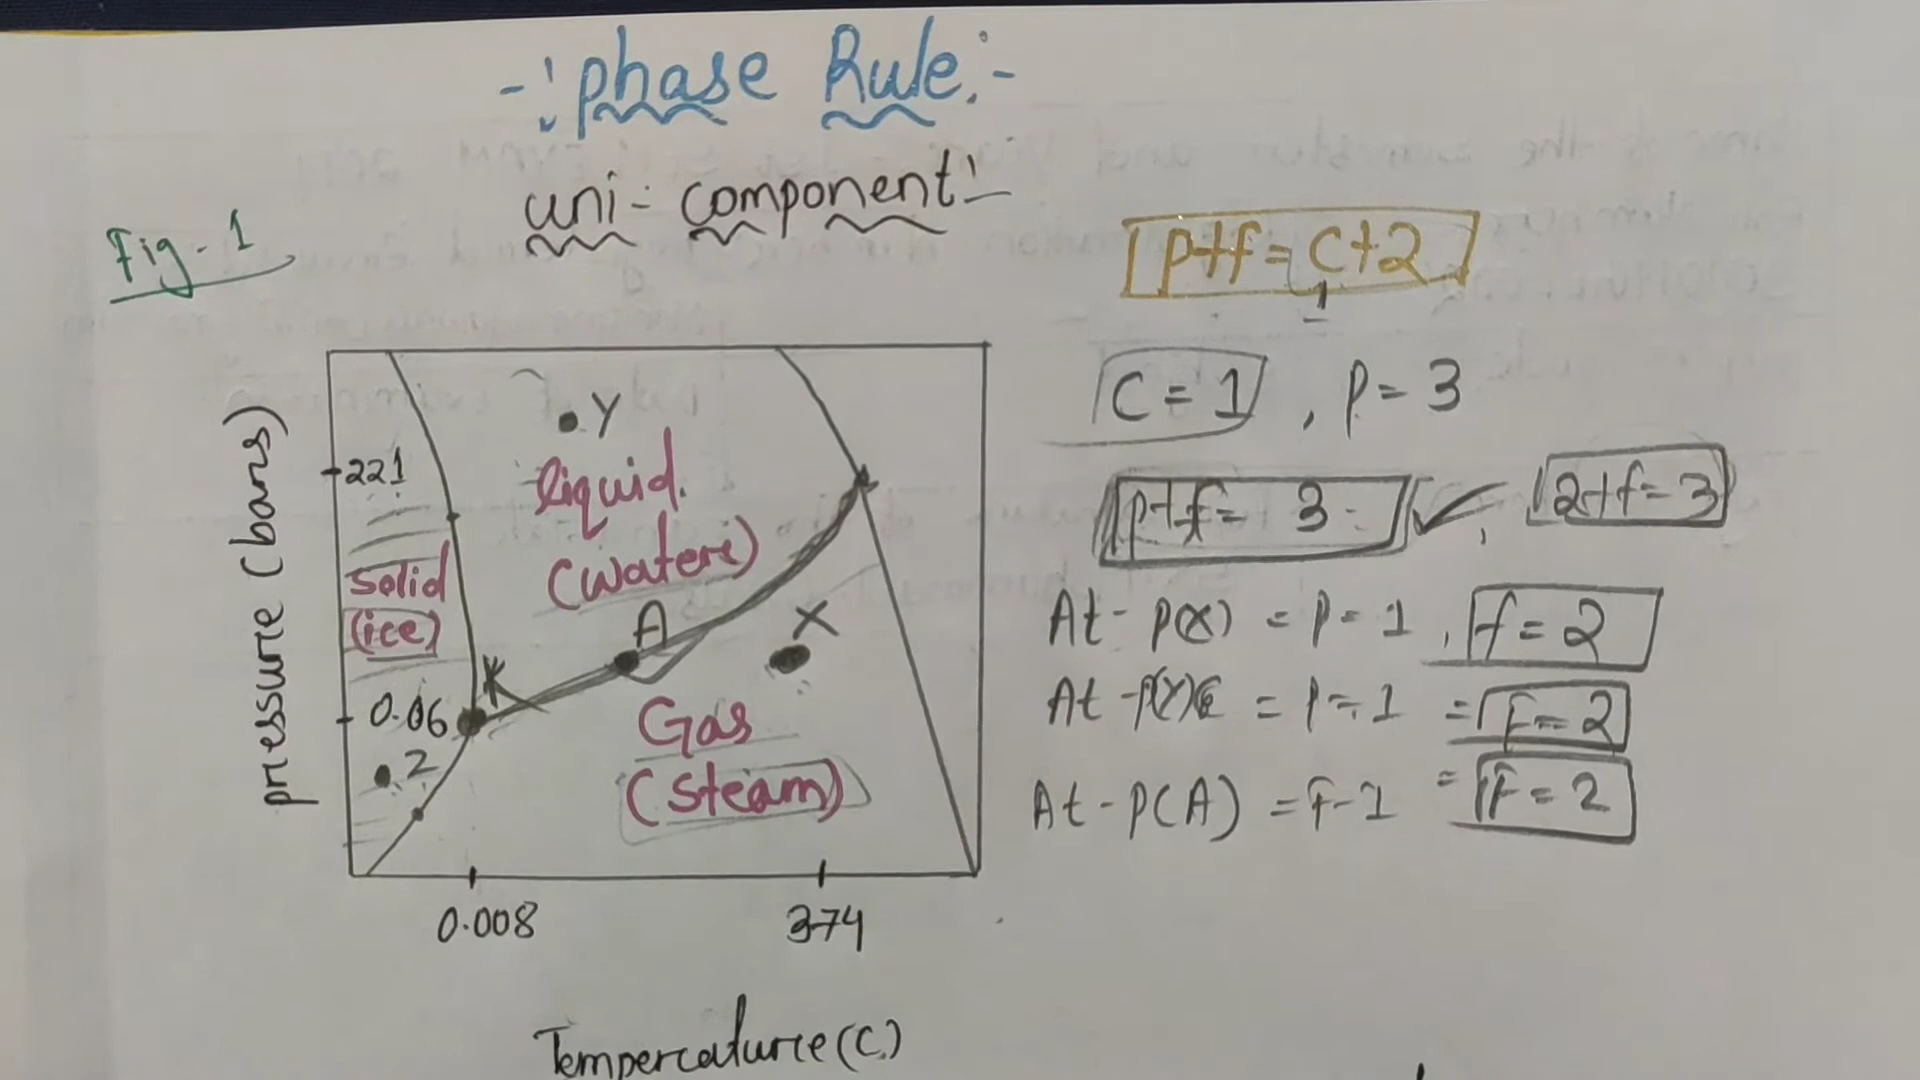 -: phase Rule :-
uni - component :-
Fig - 1
p+f = C+2
1
C = 1 , p = 3
p+f = 3
2+f = 3
At - p(X) = p = 1 , f = 2
= p = 1 = F = 2
At - p(A) = F-1 = F = 2
pressure (bars)
221
0.06
Y
liquid.
(water)
solid
(ice)
A
X
K
Gas
(steam)
Z
0.008
374
Temperature (C)